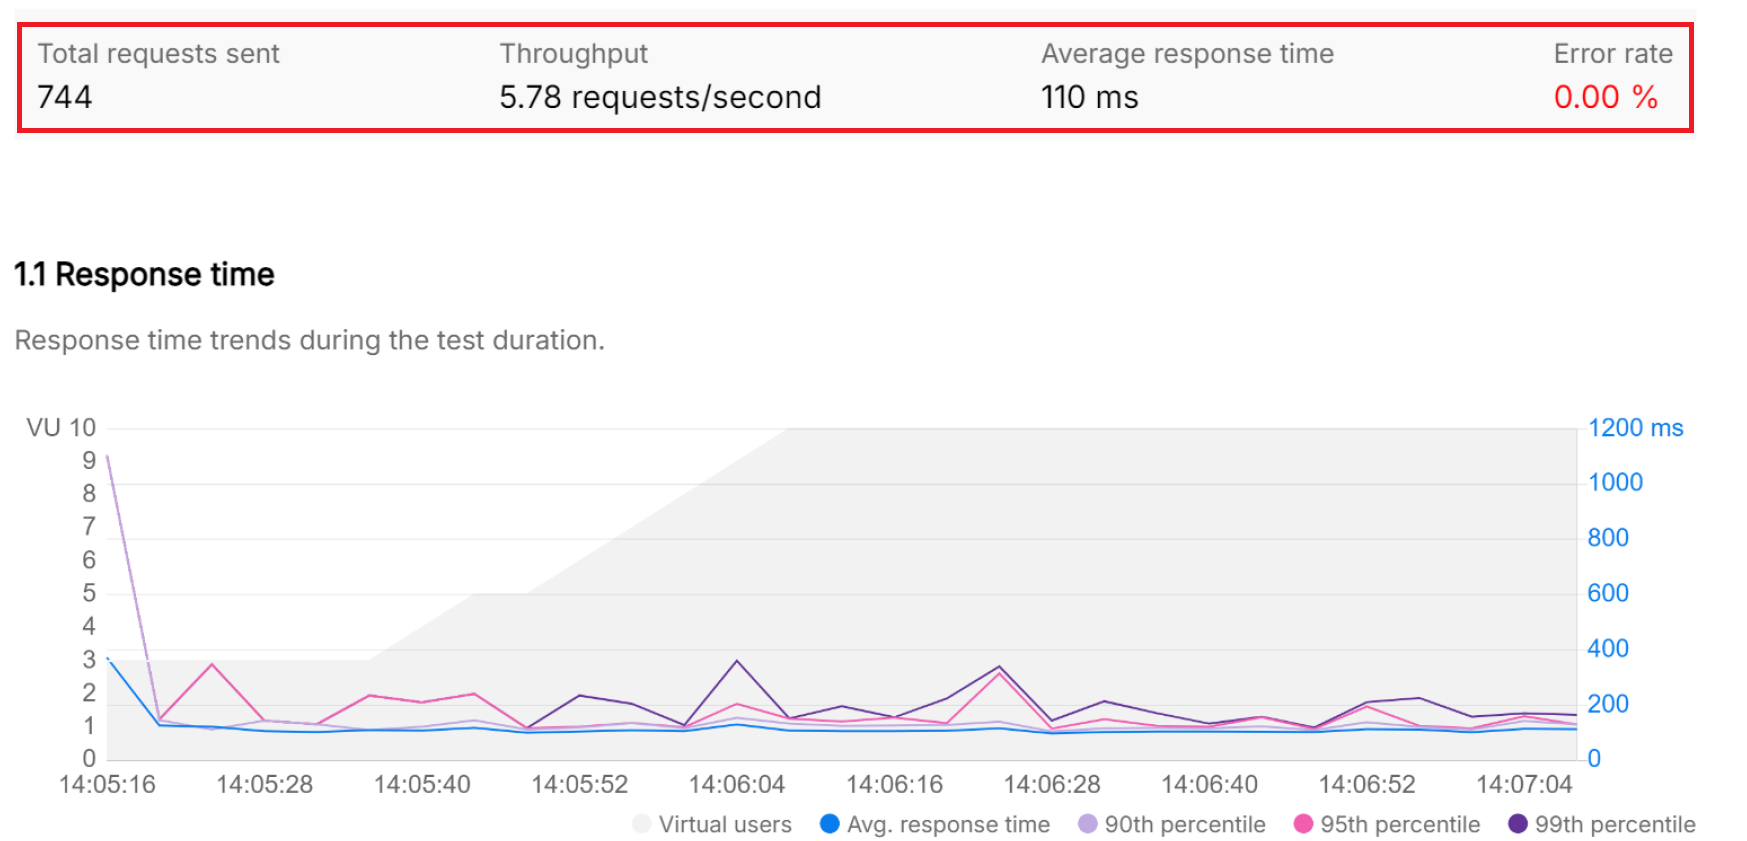 Total requests sent Throughput Average response time Error rate
744 5.78 requests/second 110 ms 0.00 %
1.1 Response time
Response time trends during the test duration.
VU 10 1200 ms
9
8 1000
7
6 800
5 600
4
3 400
2 200
1
0 0
14:05:16 14:05:28 14:05:40 14:05:52 14:06:04 14:06:16 14:06:28 14:06:40 14:06:52 14:07:04
Virtual users Avg. response time 90th percentile 95th percentile 99th percentile